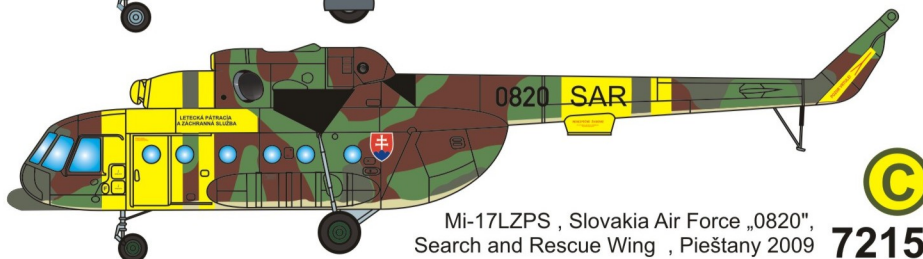 0820 SAR
LETECKÁ PÁTRACIA
A ZÁCHRANNÁ SLUŽBA
C
Mi-17LZPS , Slovakia Air Force „0820",
Search and Rescue Wing , Piešťany 2009
7215